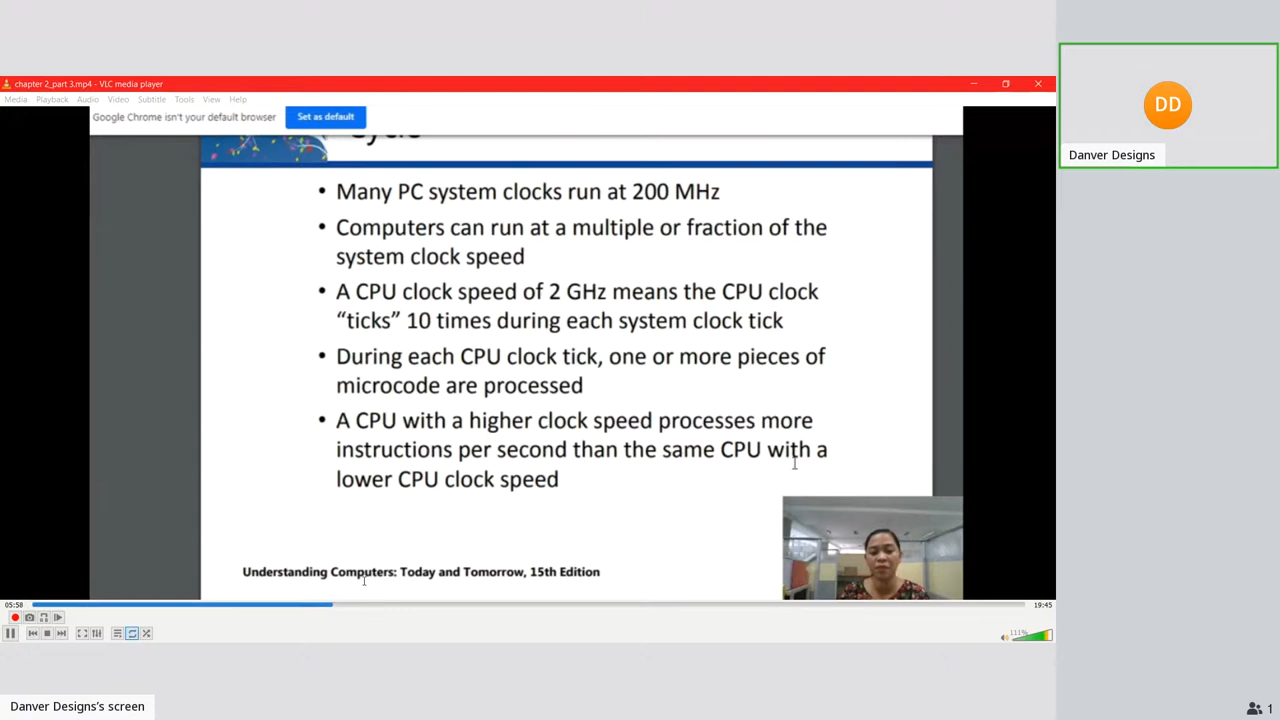 chapter 2_part 3.mp4 - VLC media player
Media Playback Audio Video Subtitle Tools View Help
Google Chrome isn't your default browser
Set as default
Cycle
• Many PC system clocks run at 200 MHz
• Computers can run at a multiple or fraction of the
system clock speed
• A CPU clock speed of 2 GHz means the CPU clock
“ticks” 10 times during each system clock tick
• During each CPU clock tick, one or more pieces of
microcode are processed
• A CPU with a higher clock speed processes more
instructions per second than the same CPU with a
lower CPU clock speed
Understanding Computers: Today and Tomorrow, 15th Edition
05:58
19:45
111%
Danver Designs's screen
DD
Danver Designs
1